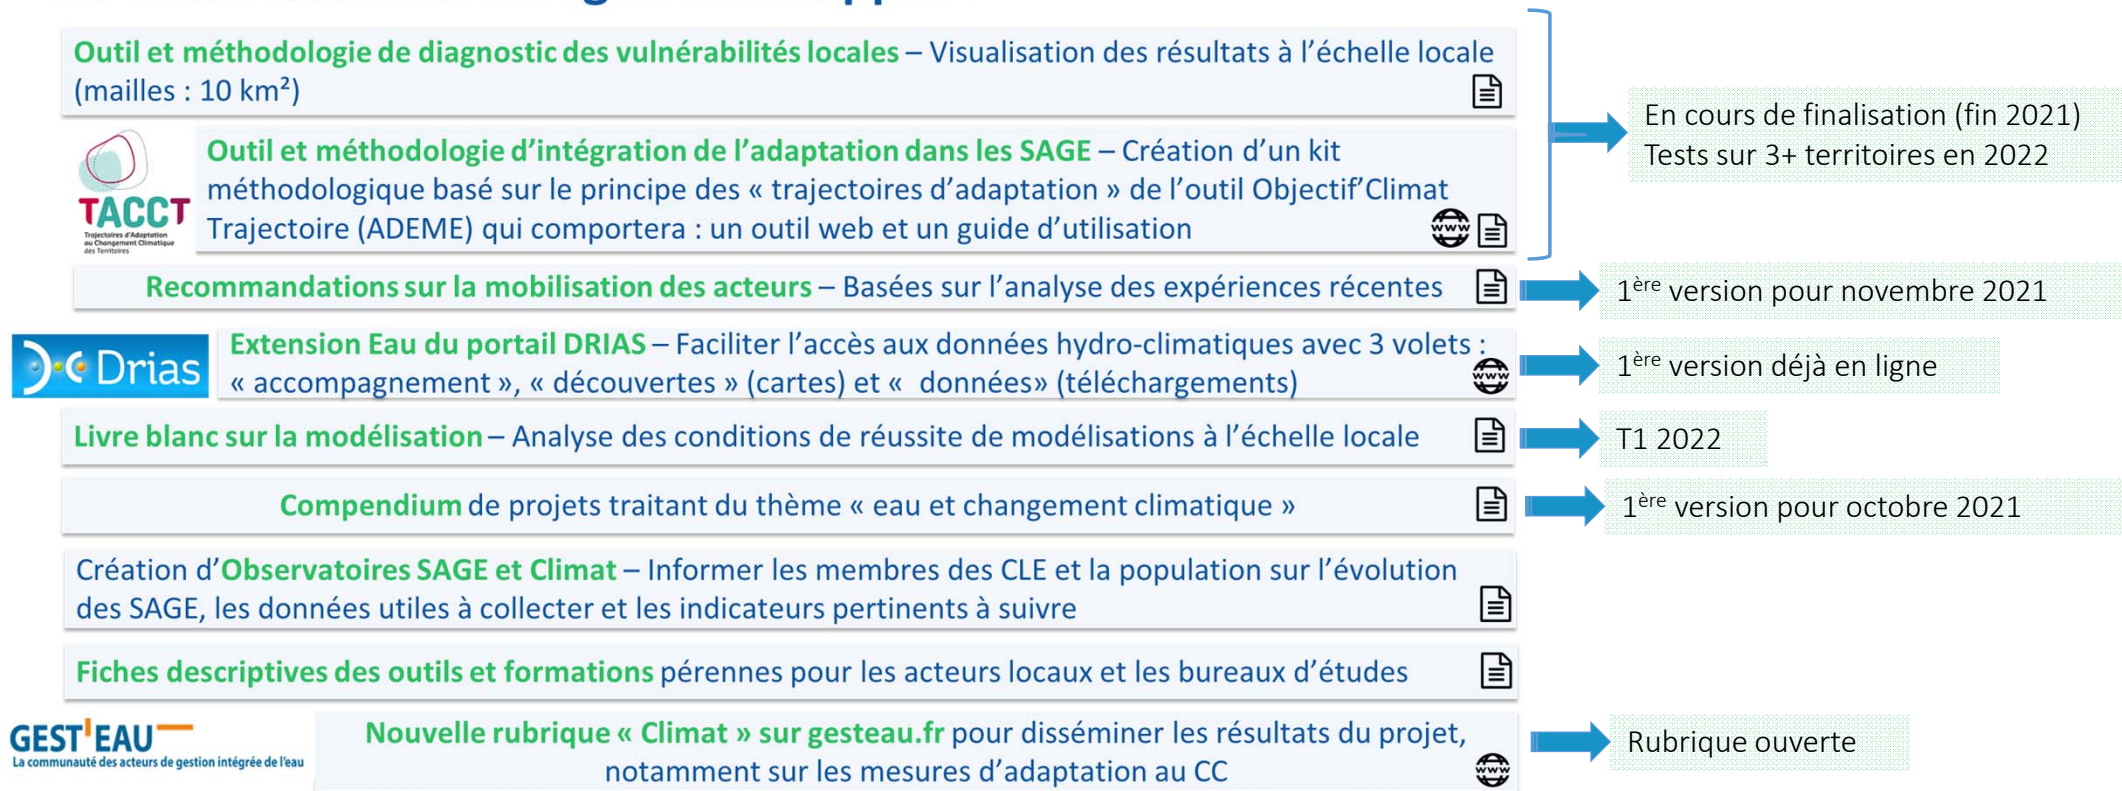 Outil et méthodologie de diagnostic des vulnérabilités locales – Visualisation des résultats à l’échelle locale
(mailles : 10 km²)
En cours de finalisation (fin 2021)
Tests sur 3+ territoires en 2022
TACCT
Trajectoires d'Adaptation
au Changement Climatique
des Territoires
Outil et méthodologie d’intégration de l’adaptation dans les SAGE – Création d’un kit
méthodologique basé sur le principe des « trajectoires d’adaptation » de l’outil Objectif’Climat
Trajectoire (ADEME) qui comportera : un outil web et un guide d’utilisation
www
Recommandations sur la mobilisation des acteurs – Basées sur l’analyse des expériences récentes
1ère version pour novembre 2021
Drias
Extension Eau du portail DRIAS – Faciliter l’accès aux données hydro-climatiques avec 3 volets :
« accompagnement », « découvertes » (cartes) et «  données» (téléchargements)
www
1ère version déjà en ligne
Livre blanc sur la modélisation – Analyse des conditions de réussite de modélisations à l’échelle locale
T1 2022
Compendium de projets traitant du thème « eau et changement climatique »
1ère version pour octobre 2021
Création d’Observatoires SAGE et Climat – Informer les membres des CLE et la population sur l’évolution
des SAGE, les données utiles à collecter et les indicateurs pertinents à suivre
Fiches descriptives des outils et formations pérennes pour les acteurs locaux et les bureaux d’études
GEST'EAU
La communauté des acteurs de gestion intégrée de l'eau
Nouvelle rubrique « Climat » sur gesteau.fr pour disséminer les résultats du projet,
notamment sur les mesures d’adaptation au CC
www
Rubrique ouverte